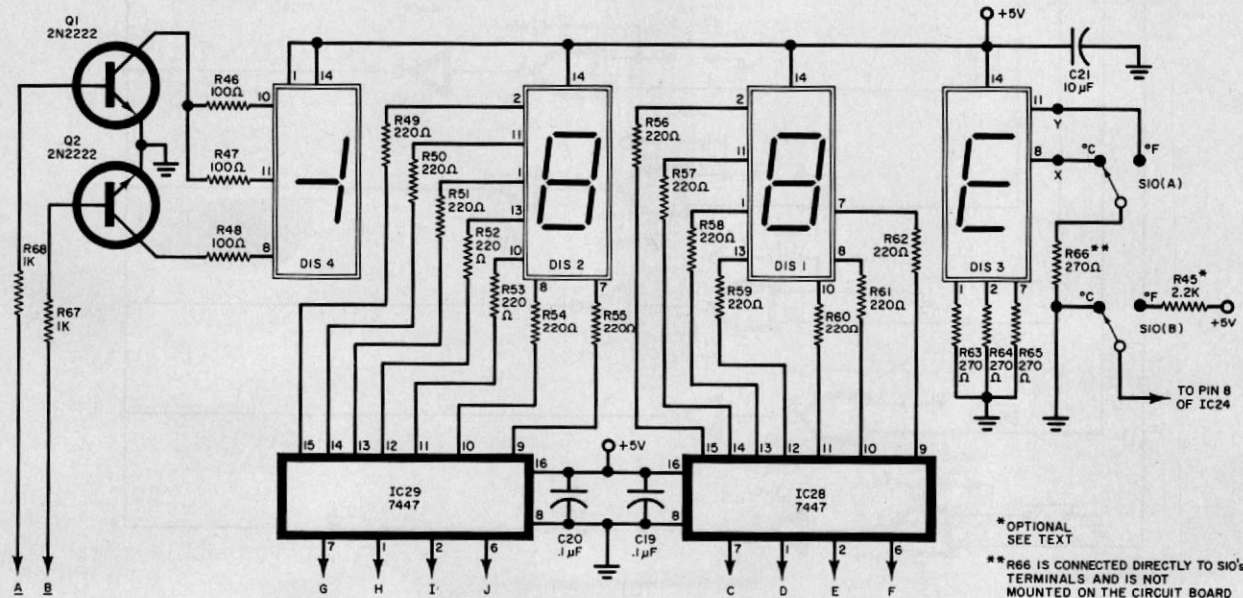 Q1
2N2222
Q2
2N2222
R46
100Ω
R47
100Ω
R48
100Ω
R68
1K
R67
1K
A
B
1
14
10
11
8
DIS 4
R49
220Ω
R50
220Ω
R51
220Ω
R52
220
Ω
R53
220
Ω
R54
220Ω
R55
220Ω
14
2
11
1
13
10
8
7
DIS 2
R56
220Ω
R57
220Ω
R58
220Ω
R59
220Ω
R60
220Ω
R61
220Ω
R62
220Ω
14
2
11
1
13
10
7
8
DIS 1
+5V
C21
10µF
14
11
8
Y
X
°C
°F
S10(A)
DIS 3
1
2
7
R63
270
Ω
R64
270
Ω
R65
270
Ω
R66**
270Ω
°C
°F
S10(B)
R45*
2.2K
+5V
TO PIN 8
OF IC24
15
14
13
12
11
10
9
16
8
IC29
7447
7
1
2
6
G
H
I
J
+5V
C20
.1µF
C19
.1µF
15
14
13
12
11
10
9
16
8
IC28
7447
7
1
2
6
C
D
E
F
*OPTIONAL
SEE TEXT
**R66 IS CONNECTED DIRECTLY TO S10's
TERMINALS AND IS NOT
MOUNTED ON THE CIRCUIT BOARD